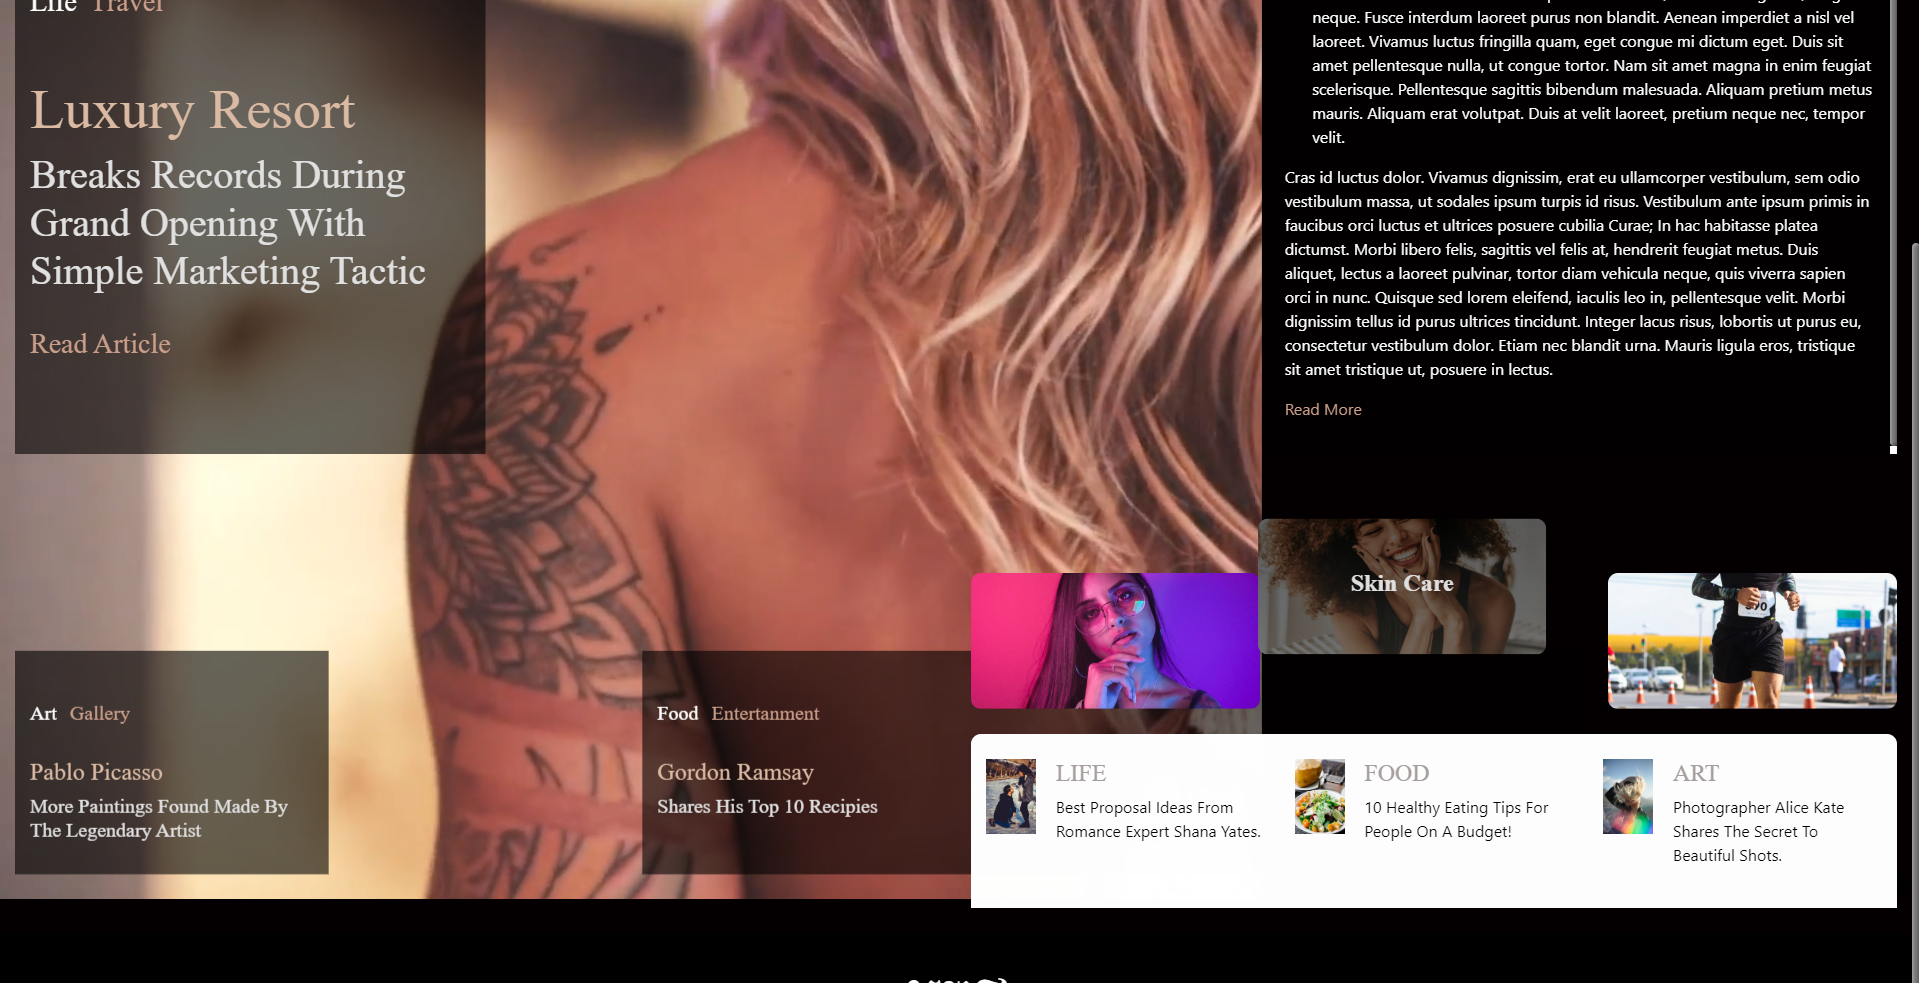 Life Travel
Luxury Resort
Breaks Records During
Grand Opening With
Simple Marketing Tactic
Read Article
neque. Fusce interdum laoreet purus non blandit. Aenean imperdiet a nisl vel
laoreet. Vivamus luctus fringilla quam, eget congue mi dictum eget. Duis sit
amet pellentesque nulla, ut congue tortor. Nam sit amet magna in enim feugiat
scelerisque. Pellentesque sagittis bibendum malesuada. Aliquam pretium metus
mauris. Aliquam erat volutpat. Duis at velit laoreet, pretium neque nec, tempor
velit.
Cras id luctus dolor. Vivamus dignissim, erat eu ullamcorper vestibulum, sem odio
vestibulum massa, ut sodales ipsum turpis id risus. Vestibulum ante ipsum primis in
faucibus orci luctus et ultrices posuere cubilia Curae; In hac habitasse platea
dictumst. Morbi libero felis, sagittis vel felis at, hendrerit feugiat metus. Duis
aliquet, lectus a laoreet pulvinar, tortor diam vehicula neque, quis viverra sapien
orci in nunc. Quisque sed lorem eleifend, iaculis leo in, pellentesque velit. Morbi
dignissim tellus id purus ultrices tincidunt. Integer lacus risus, lobortis ut purus eu,
consectetur vestibulum dolor. Etiam nec blandit urna. Mauris ligula eros, tristique
sit amet tristique ut, posuere in lectus.
Read More
Skin Care
Art Gallery
Pablo Picasso
More Paintings Found Made By
The Legendary Artist
Food Entertanment
Gordon Ramsay
Shares His Top 10 Recipies
LIFE
Best Proposal Ideas From
Romance Expert Shana Yates.
FOOD
10 Healthy Eating Tips For
People On A Budget!
ART
Photographer Alice Kate
Shares The Secret To
Beautiful Shots.